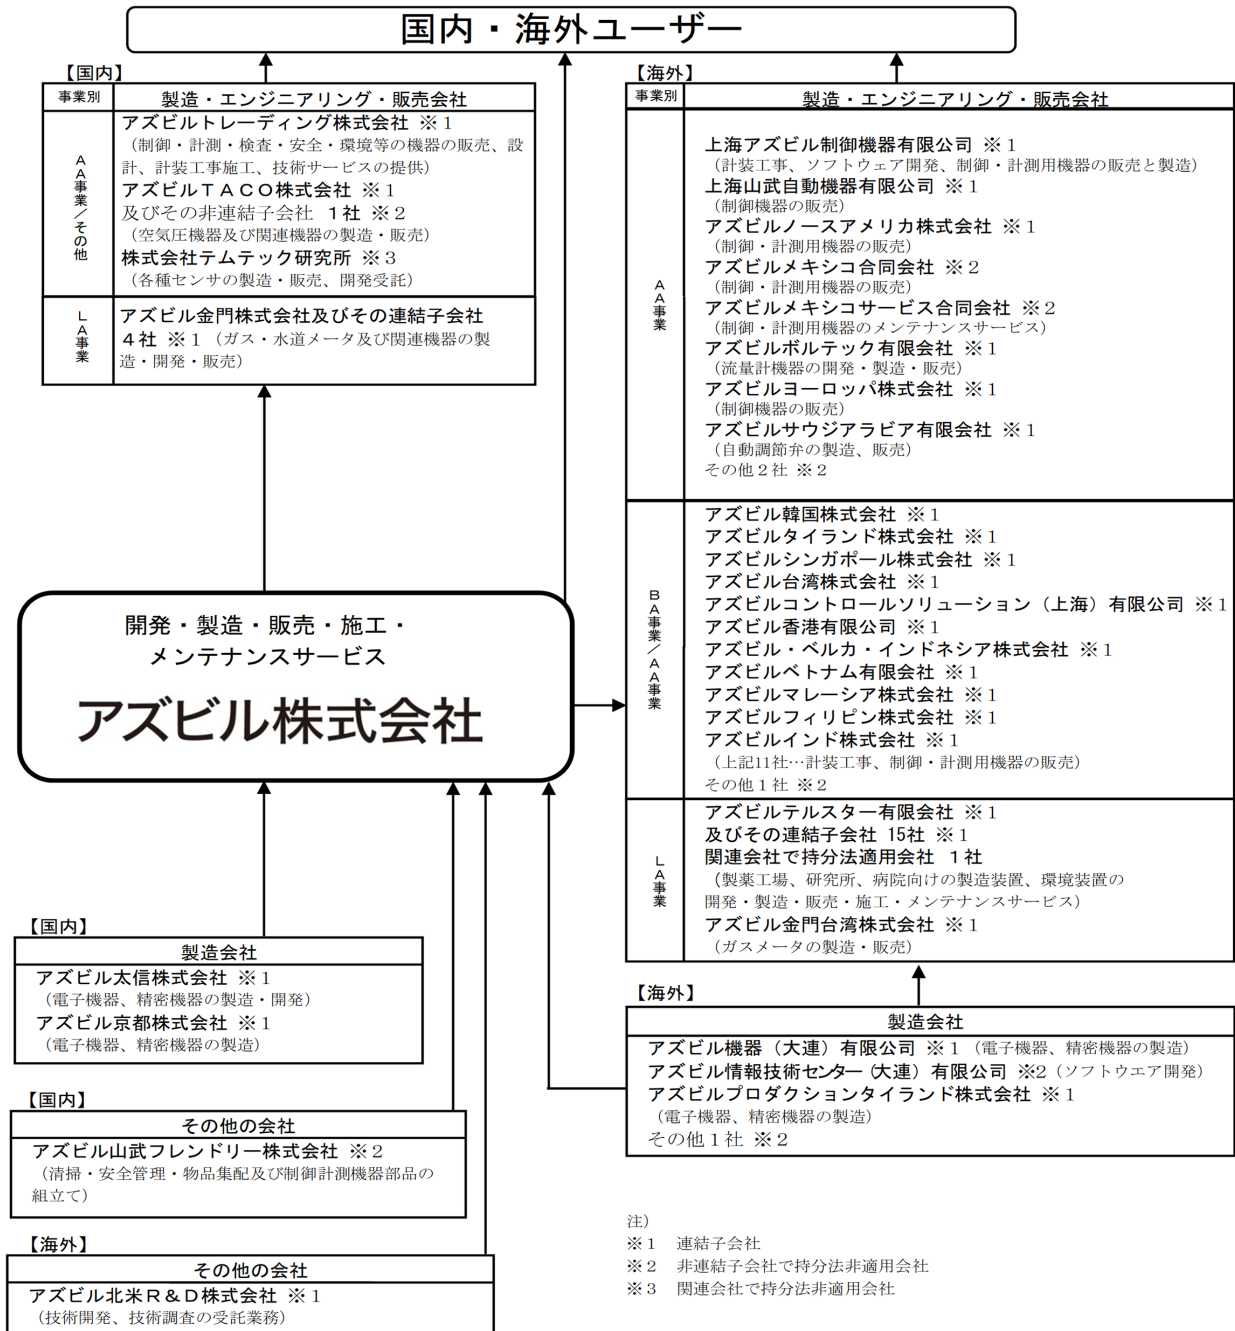 国内・海外ユーザー
【国内】
事業別
製造・エンジニアリング・販売会社
AA事業／その他
アズビルトレーディング株式会社 ※１
（制御・計測・検査・安全・環境等の機器の販売、設
計、計装工事施工、技術サービスの提供）
アズビルＴＡＣＯ株式会社 ※１
及びその非連結子会社 １社 ※２
（空気圧機器及び関連機器の製造・販売）
株式会社テムテック研究所 ※３
（各種センサの製造・販売、開発受託）
LA事業
アズビル金門株式会社及びその連結子会社
４社 ※１（ガス・水道メータ及び関連機器の製
造・開発・販売）
【海外】
事業別
製造・エンジニアリング・販売会社
AA事業
上海アズビル制御機器有限公司 ※１
（計装工事、ソフトウェア開発、制御・計測用機器の販売と製造）
上海山武自動機器有限公司 ※１
（制御機器の販売）
アズビルノースアメリカ株式会社 ※１
（制御・計測用機器の販売）
アズビルメキシコ合同会社 ※２
（制御・計測用機器の販売）
アズビルメキシコサービス合同会社 ※２
（制御・計測用機器のメンテナンスサービス）
アズビルボルテック有限会社 ※１
（流量計機器の開発・製造・販売）
アズビルヨーロッパ株式会社 ※１
（制御機器の販売）
アズビルサウジアラビア有限会社 ※１
（自動調節弁の製造、販売）
その他２社 ※２
BA事業／AA事業
アズビル韓国株式会社 ※１
アズビルタイランド株式会社 ※１
アズビルシンガポール株式会社 ※１
アズビル台湾株式会社 ※１
アズビルコントロールソリューション（上海）有限公司 ※１
アズビル香港有限公司 ※１
アズビル・ベルカ・インドネシア株式会社 ※１
アズビルベトナム有限会社 ※１
アズビルマレーシア株式会社 ※１
アズビルフィリピン株式会社 ※１
アズビルインド株式会社 ※１
（上記11社…計装工事、制御・計測用機器の販売）
その他１社 ※２
LA事業
アズビルテルスター有限会社 ※１
及びその連結子会社 15社 ※１
関連会社で持分法適用会社 １社
（製薬工場、研究所、病院向けの製造装置、環境装置の
開発・製造・販売・施工・メンテナンスサービス）
アズビル金門台湾株式会社 ※１
（ガスメータの製造・販売）
開発・製造・販売・施工・
メンテナンスサービス
アズビル株式会社
【国内】
製造会社
アズビル太信株式会社 ※１
（電子機器、精密機器の製造・開発）
アズビル京都株式会社 ※１
（電子機器、精密機器の製造）
【国内】
その他の会社
アズビル山武フレンドリー株式会社 ※２
（清掃・安全管理・物品集配及び制御計測機器部品の
組立て）
【海外】
その他の会社
アズビル北米Ｒ＆Ｄ株式会社 ※１
（技術開発、技術調査の受託業務）
【海外】
製造会社
アズビル機器（大連）有限公司 ※１（電子機器、精密機器の製造）
アズビル情報技術センター（大連）有限公司 ※2（ソフトウエア開発）
アズビルプロダクションタイランド株式会社 ※１
（電子機器、精密機器の製造）
その他１社 ※２
注）
※１ 連結子会社
※２ 非連結子会社で持分法非適用会社
※３ 関連会社で持分法非適用会社